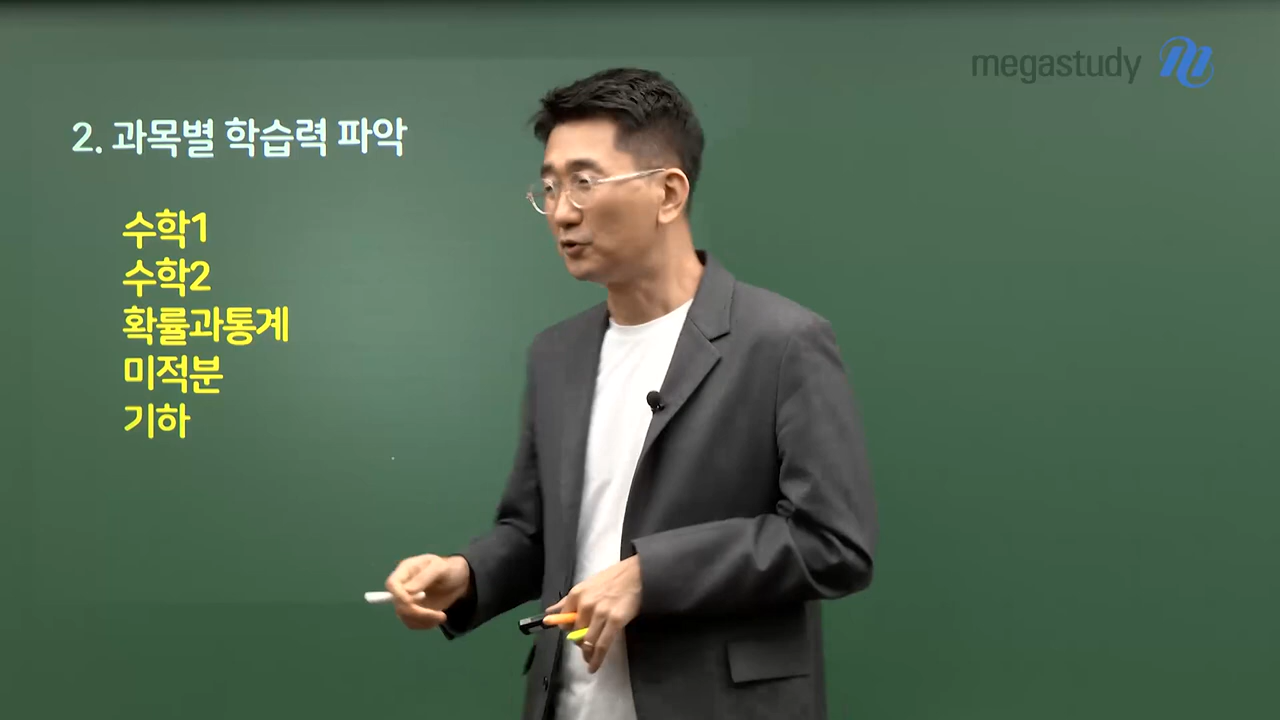 megastudy
2. 과목별 학습력 파악
수학1
수학2
확률과통계
미적분
기하